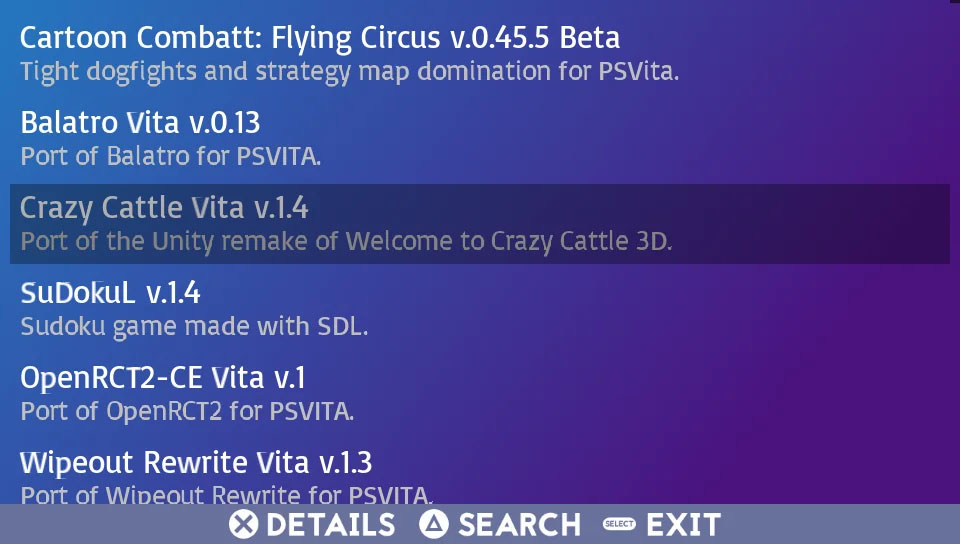 Cartoon Combatt: Flying Circus v.0.45.5 Beta
Tight dogfights and strategy map domination for PSVita.
Balatro Vita v.0.13
Port of Balatro for PSVITA.
Crazy Cattle Vita v.1.4
Port of the Unity remake of Welcome to Crazy Cattle 3D.
SuDokuL v.1.4
Sudoku game made with SDL.
OpenRCT2-CE Vita v.1
Port of OpenRCT2 for PSVITA.
Wipeout Rewrite Vita v.1.3
Port of Wipeout Rewrite for PSVITA.
DETAILS SEARCH SELECT EXIT